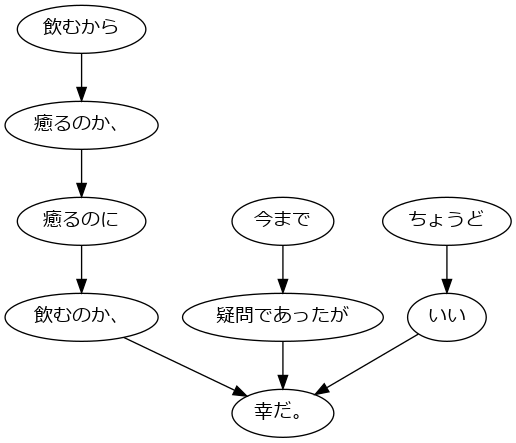 飲むから
癒るのか、
癒るのに
今まで
ちょうど
飲むのか、
疑問であったが
いい
幸だ。